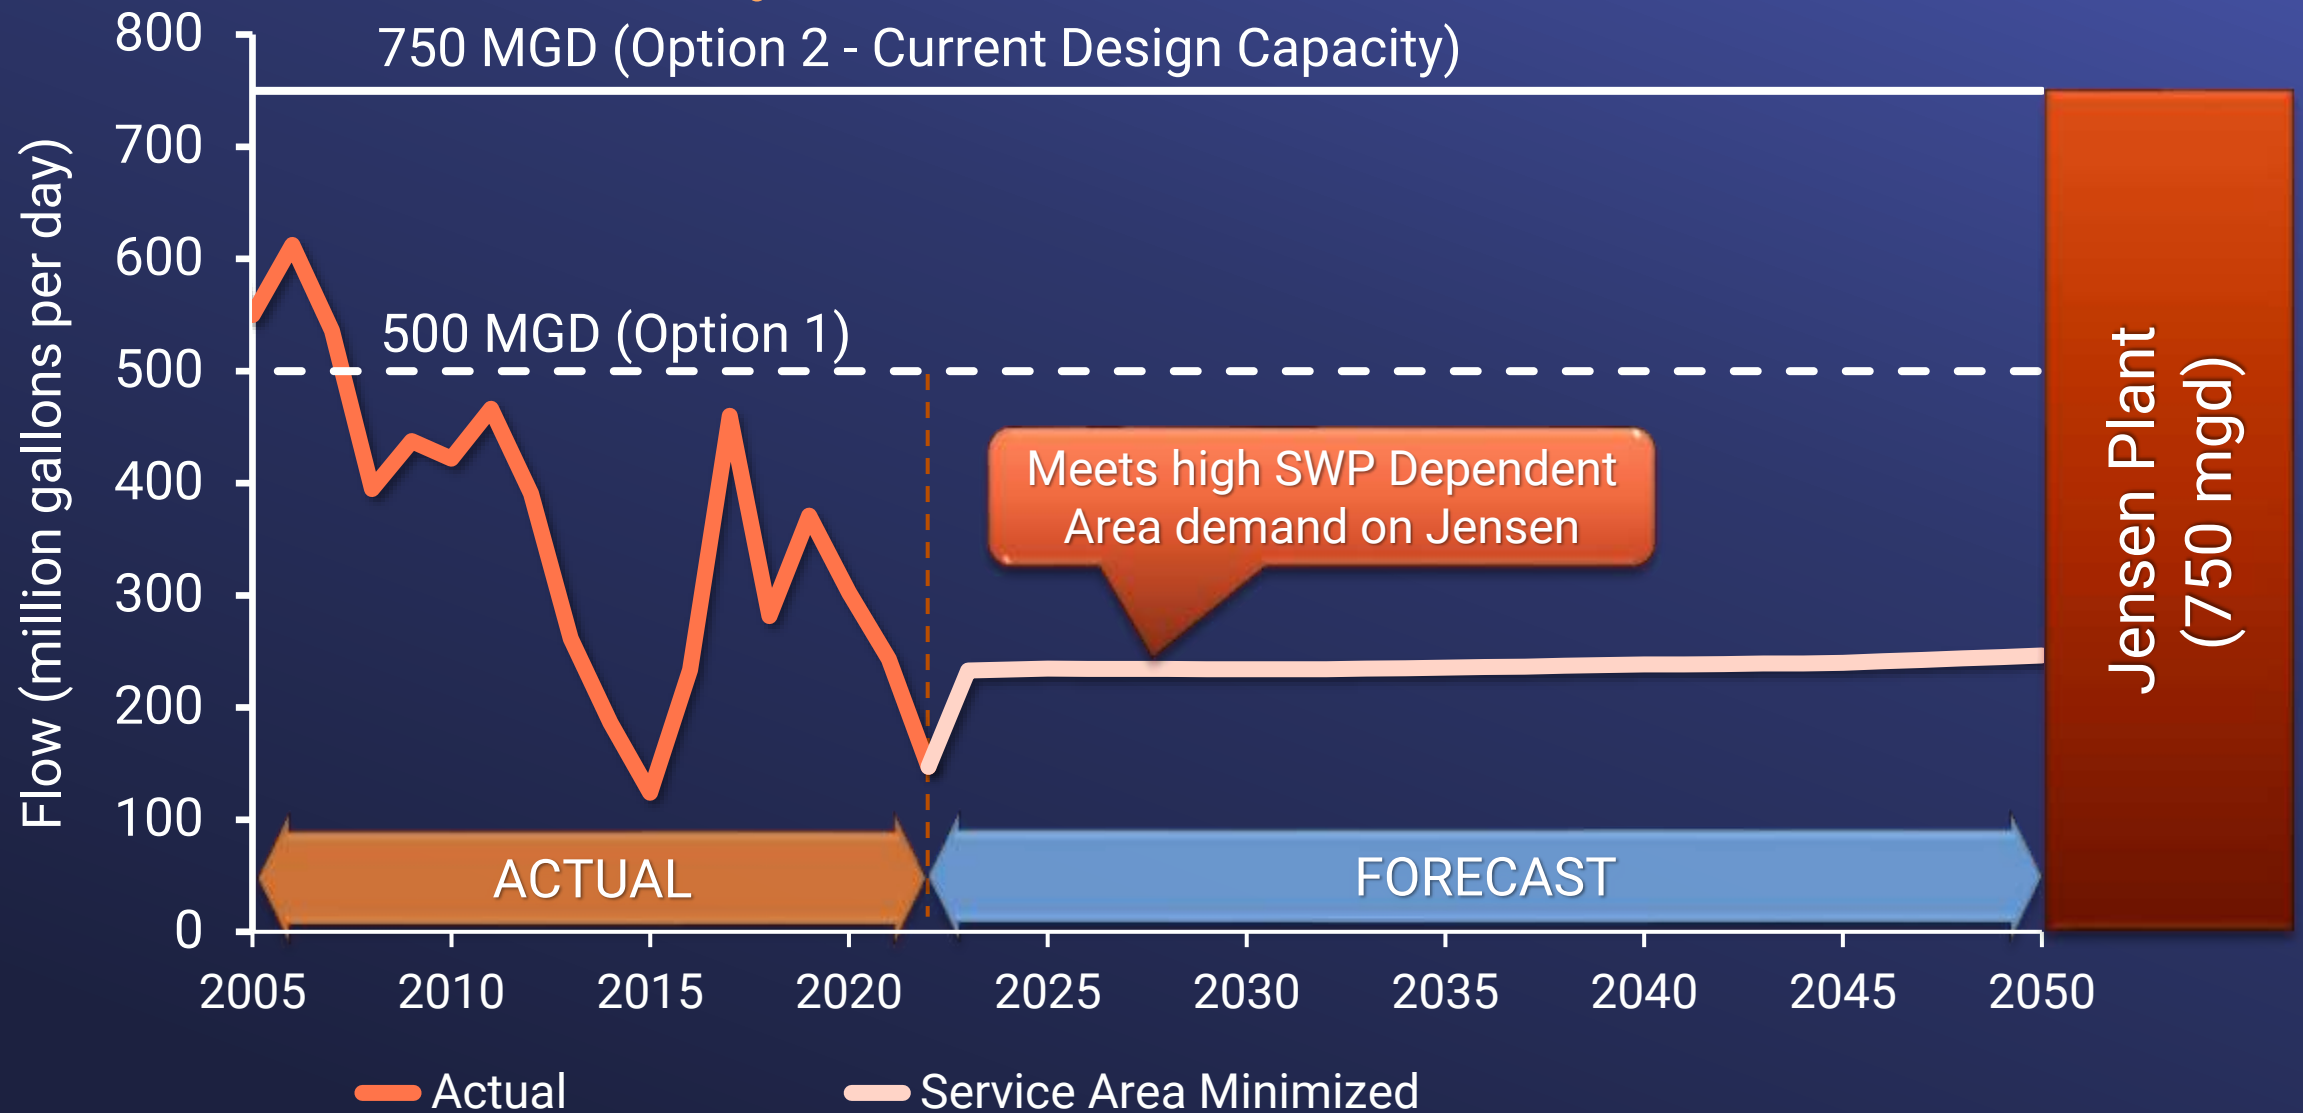 800
750 MGD (Option 2 - Current Design Capacity)
700
600
500 MGD (Option 1)
500
400
300
200
100
0
Flow (million gallons per day)
Meets high SWP Dependent
Area demand on Jensen
Jensen Plant
(750 mgd)
ACTUAL
FORECAST
2005 2010 2015 2020 2025 2030 2035 2040 2045 2050
Actual
Service Area Minimized